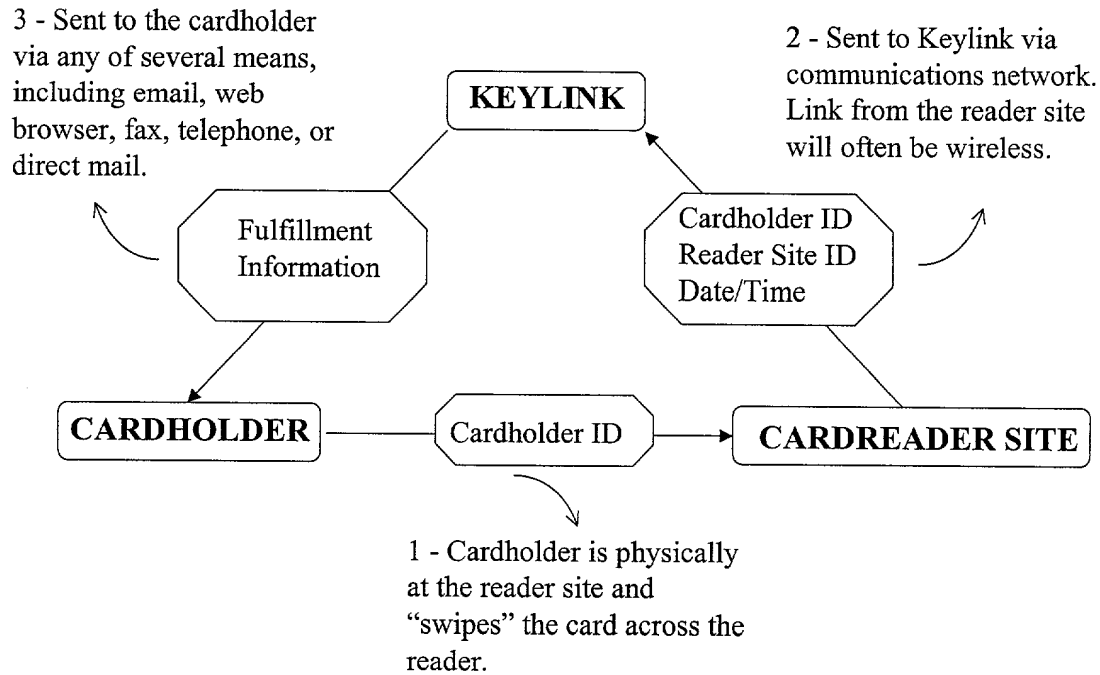 3 - Sent to the cardholder
via any of several means,
including email, web
browser, fax, telephone, or
direct mail.
KEYLINK
2 - Sent to Keylink via
communications network.
Link from the reader site
will often be wireless.
Fulfillment
Information
Cardholder ID
Reader Site ID
Date/Time
CARDHOLDER
Cardholder ID
CARDREADER SITE
1 - Cardholder is physically
at the reader site and
“swipes” the card across the
reader.